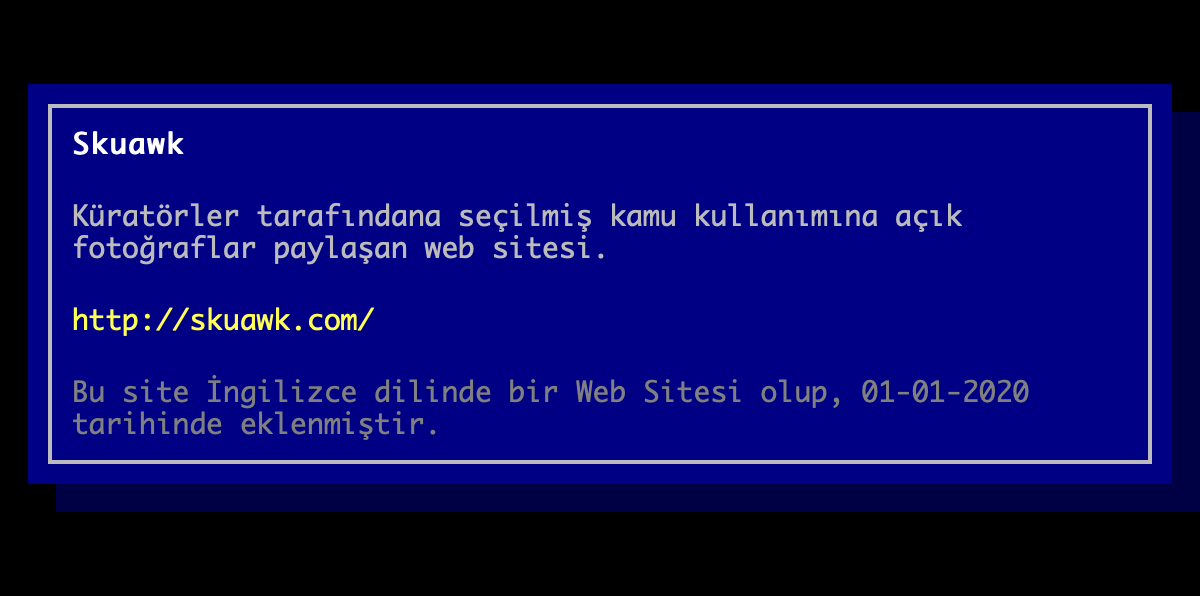 Skuawk
Küratörler tarafındana seçilmiş kamu kullanımına açık
fotoğraflar paylaşan web sitesi.
http://skuawk.com/
Bu site İngilizce dilinde bir Web Sitesi olup, 01-01-2020
tarihinde eklenmiştir.